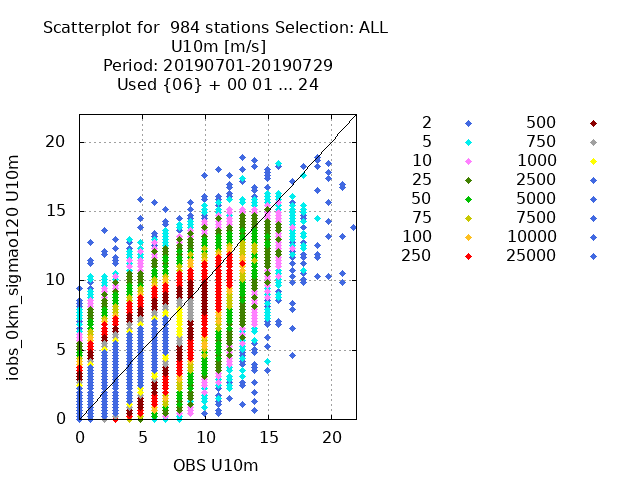 Scatterplot for  984 stations Selection: ALL
U10m [m/s]
Period: 20190701-20190729
Used {06} + 00 01 ... 24
iobs_0km_sigmao120 U10m
20
15
10
5
0
0 5 10 15 20
OBS U10m
2 500
5 750
10 1000
25 2500
50 5000
75 7500
100 10000
250 25000